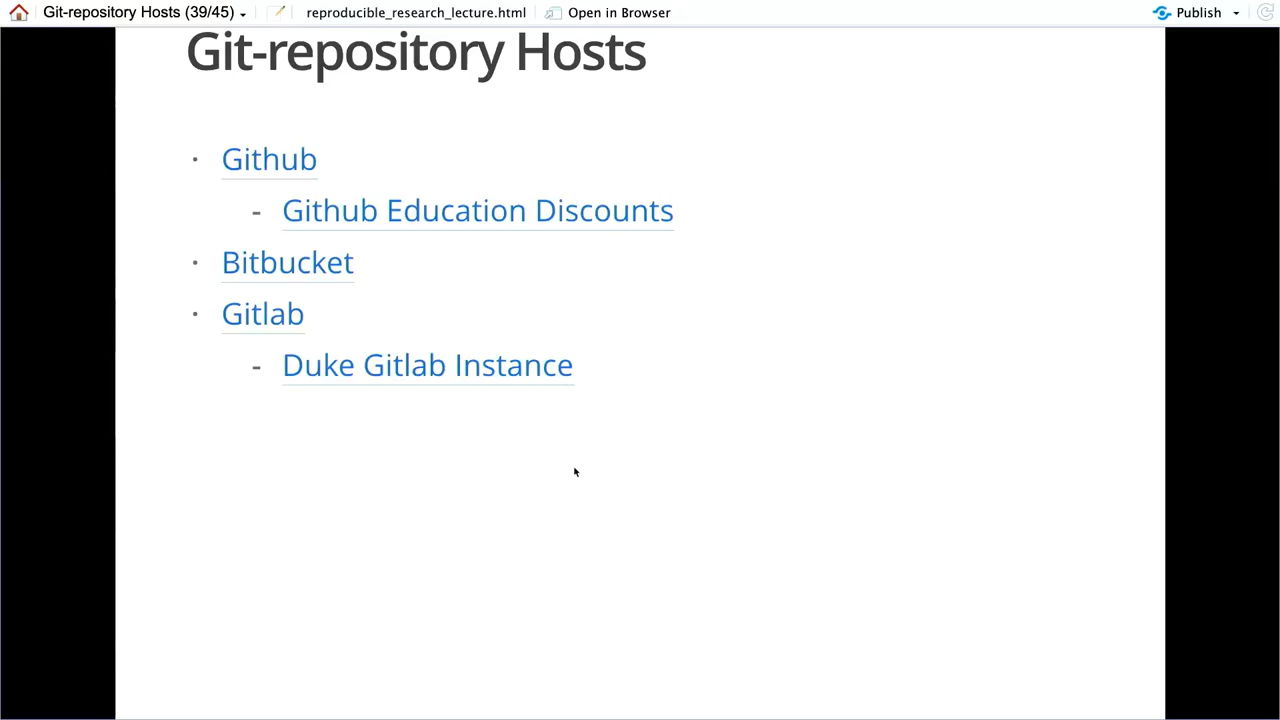 Git-repository Hosts (39/45) reproducible_research_lecture.html Open in Browser Publish
Git-repository Hosts
· Github
- Github Education Discounts
· Bitbucket
· Gitlab
- Duke Gitlab Instance